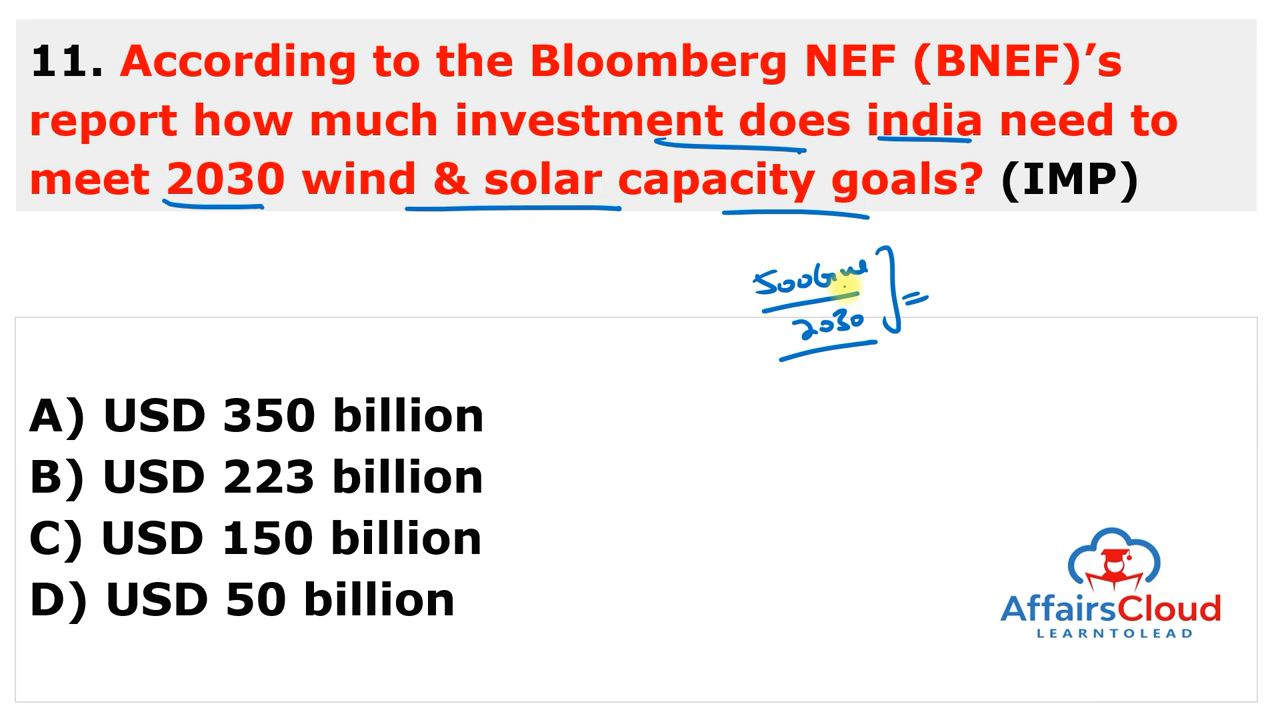 11. According to the Bloomberg NEF (BNEF)’s
report how much investment does india need to
meet 2030 wind & solar capacity goals? (IMP)
500GW
2030
=
A) USD 350 billion
B) USD 223 billion
C) USD 150 billion
D) USD 50 billion
AffairsCloud
LEARNTOLEAD